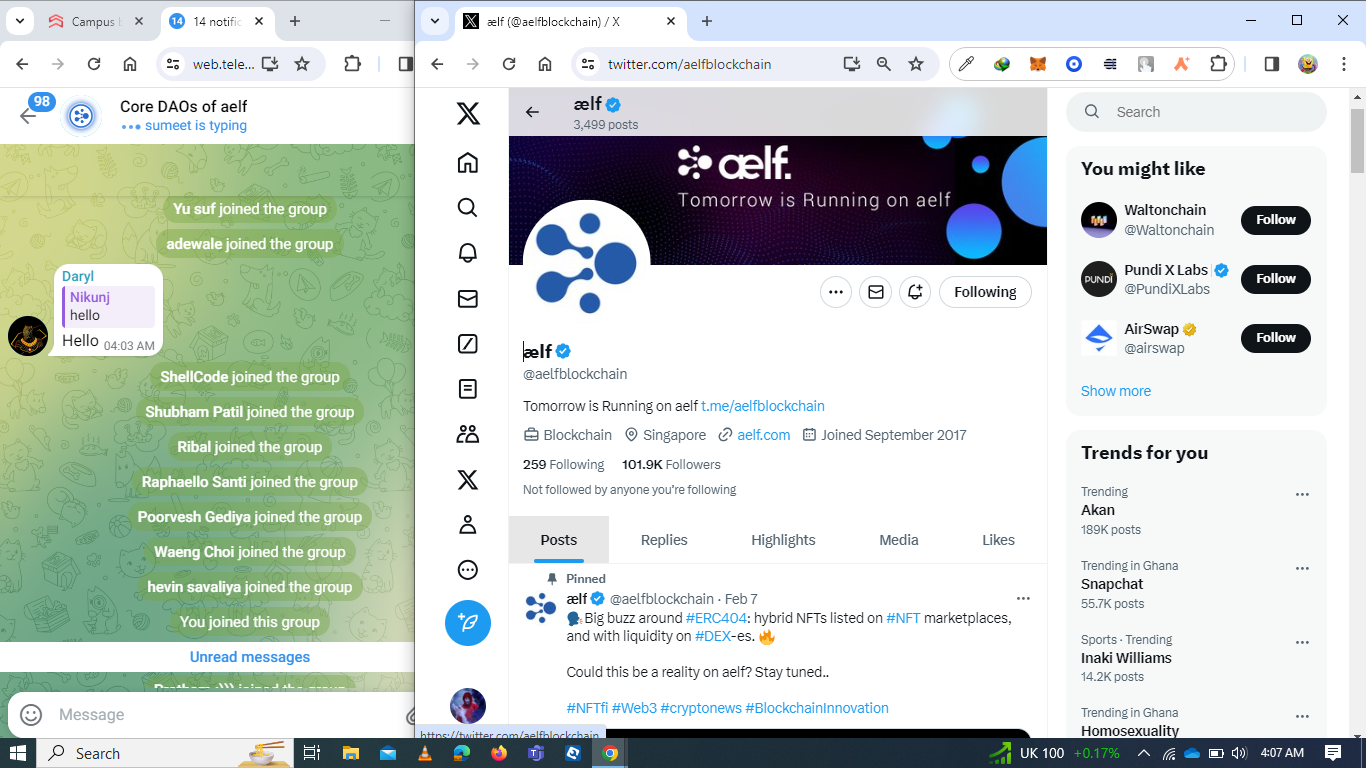 Campus b
14 notific
web.tele...
98
Core DAOs of aelf
sumeet is typing
Yu suf joined the group
adewale joined the group
Daryl
Nikunj
hello
Hello 04:03 AM
ShellCode joined the group
Shubham Patil joined the group
Ribal joined the group
Raphaello Santi joined the group
Poorvesh Gediya joined the group
Waeng Choi joined the group
hevin savaliya joined the group
You joined this group
Unread messages
joined the group
Message
ælf (@aelfblockchain) / X
twitter.com/aelfblockchain
ælf
3,499 posts
ælf.
Tomorrow is Running on aelf
Following
ælf
@aelfblockchain
Tomorrow is Running on aelf t.me/aelfblockchain
Blockchain Singapore aelf.com Joined September 2017
259 Following 101.9K Followers
Not followed by anyone you're following
Posts Replies Highlights Media Likes
Pinned
ælf @aelfblockchain · Feb 7
🗣️Big buzz around #ERC404: hybrid NFTs listed on #NFT marketplaces,
and with liquidity on #DEX-es. 🔥
Could this be a reality on aelf? Stay tuned..
#NFTfi #Web3 #cryptonews #BlockchainInnovation
https://twitter.com/aelfblockchain
Search
You might like
Waltonchain
@Waltonchain
Follow
PUNDI
Pundi X Labs
@PundiXLabs
Follow
AirSwap
@airswap
Follow
Show more
Trends for you
Trending
Akan
189K posts
Trending in Ghana
Snapchat
55.7K posts
Sports · Trending
Inaki Williams
14.2K posts
Trending in Ghana
Homosexuality
Search
UK 100 +0.17%
4:07 AM